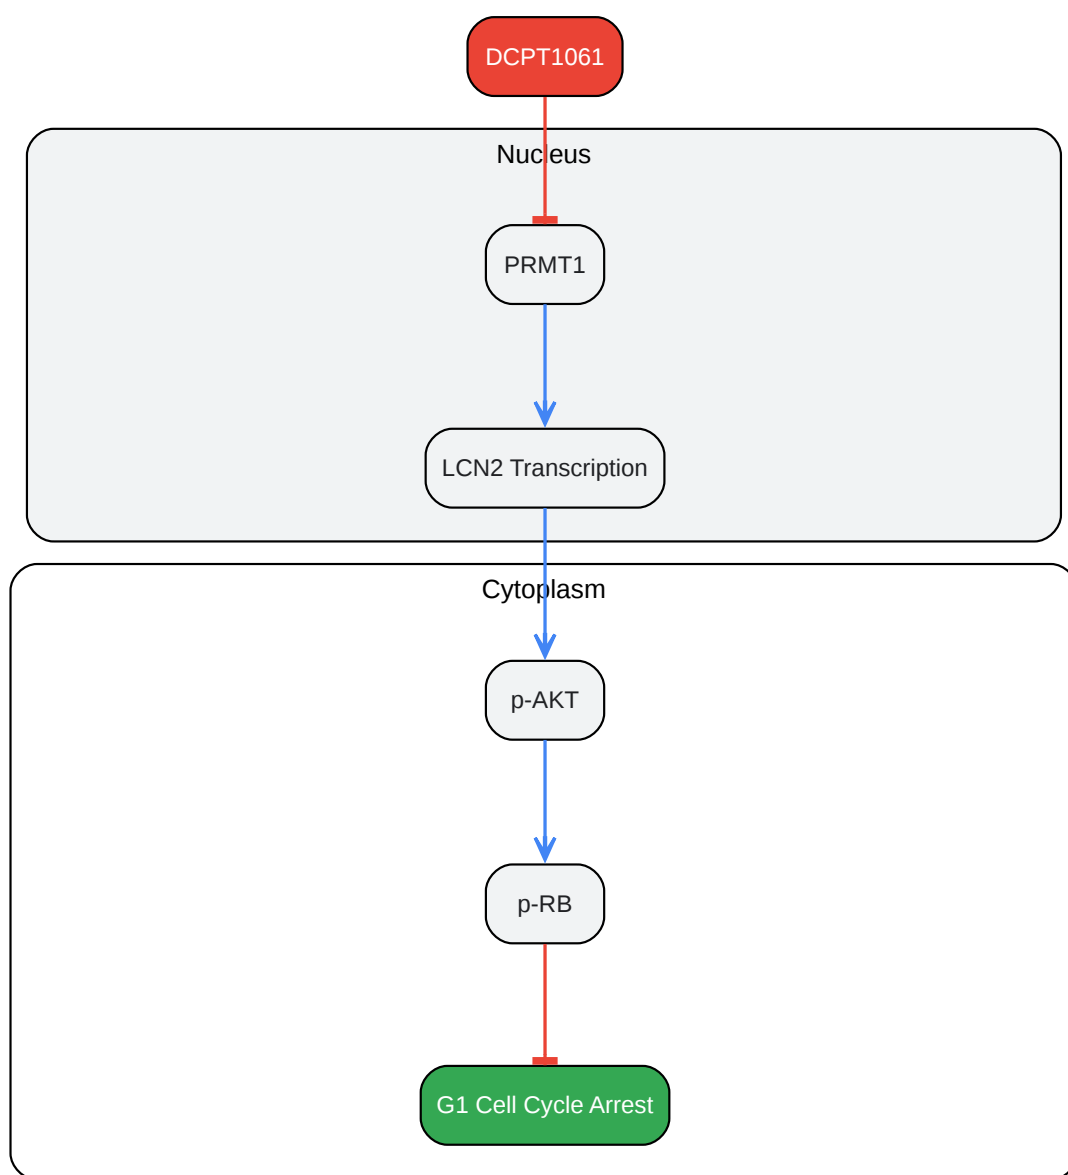 DCPT1061
Nucleus
PRMT1
LCN2 Transcription
Cytoplasm
p-AKT
p-RB
G1 Cell Cycle Arrest